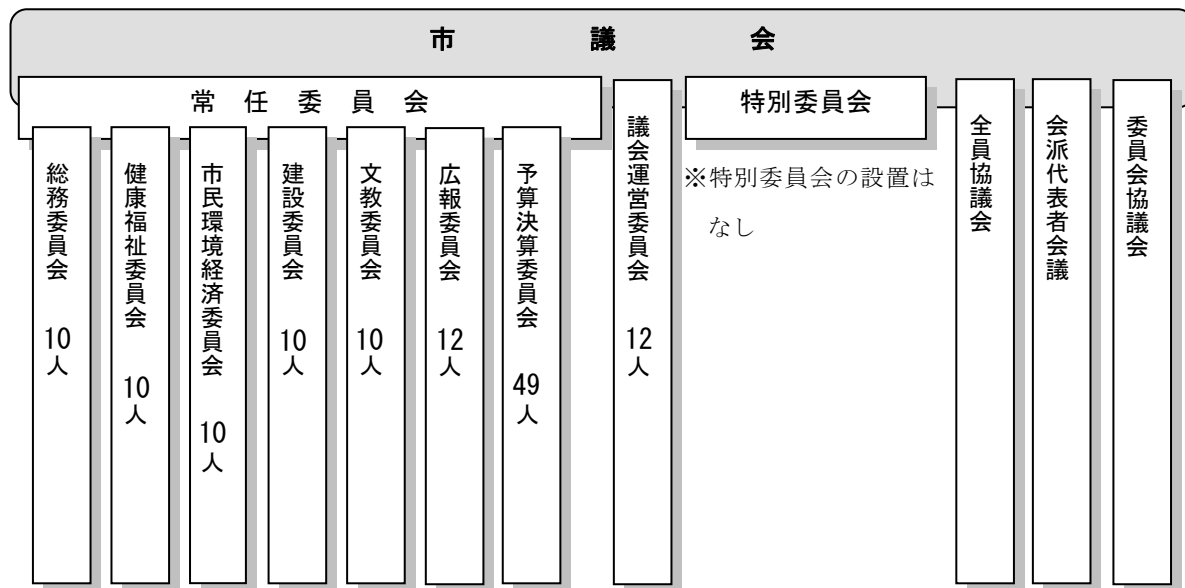 市議会
常任委員会
総務委員会 10人
健康福祉委員会 10人
市民環境経済委員会 10人
建設委員会 10人
文教委員会 10人
広報委員会 12人
予算決算委員会 49人
議会運営委員会 12人
特別委員会
※特別委員会の設置は
なし
全員協議会
会派代表者会議
委員会協議会